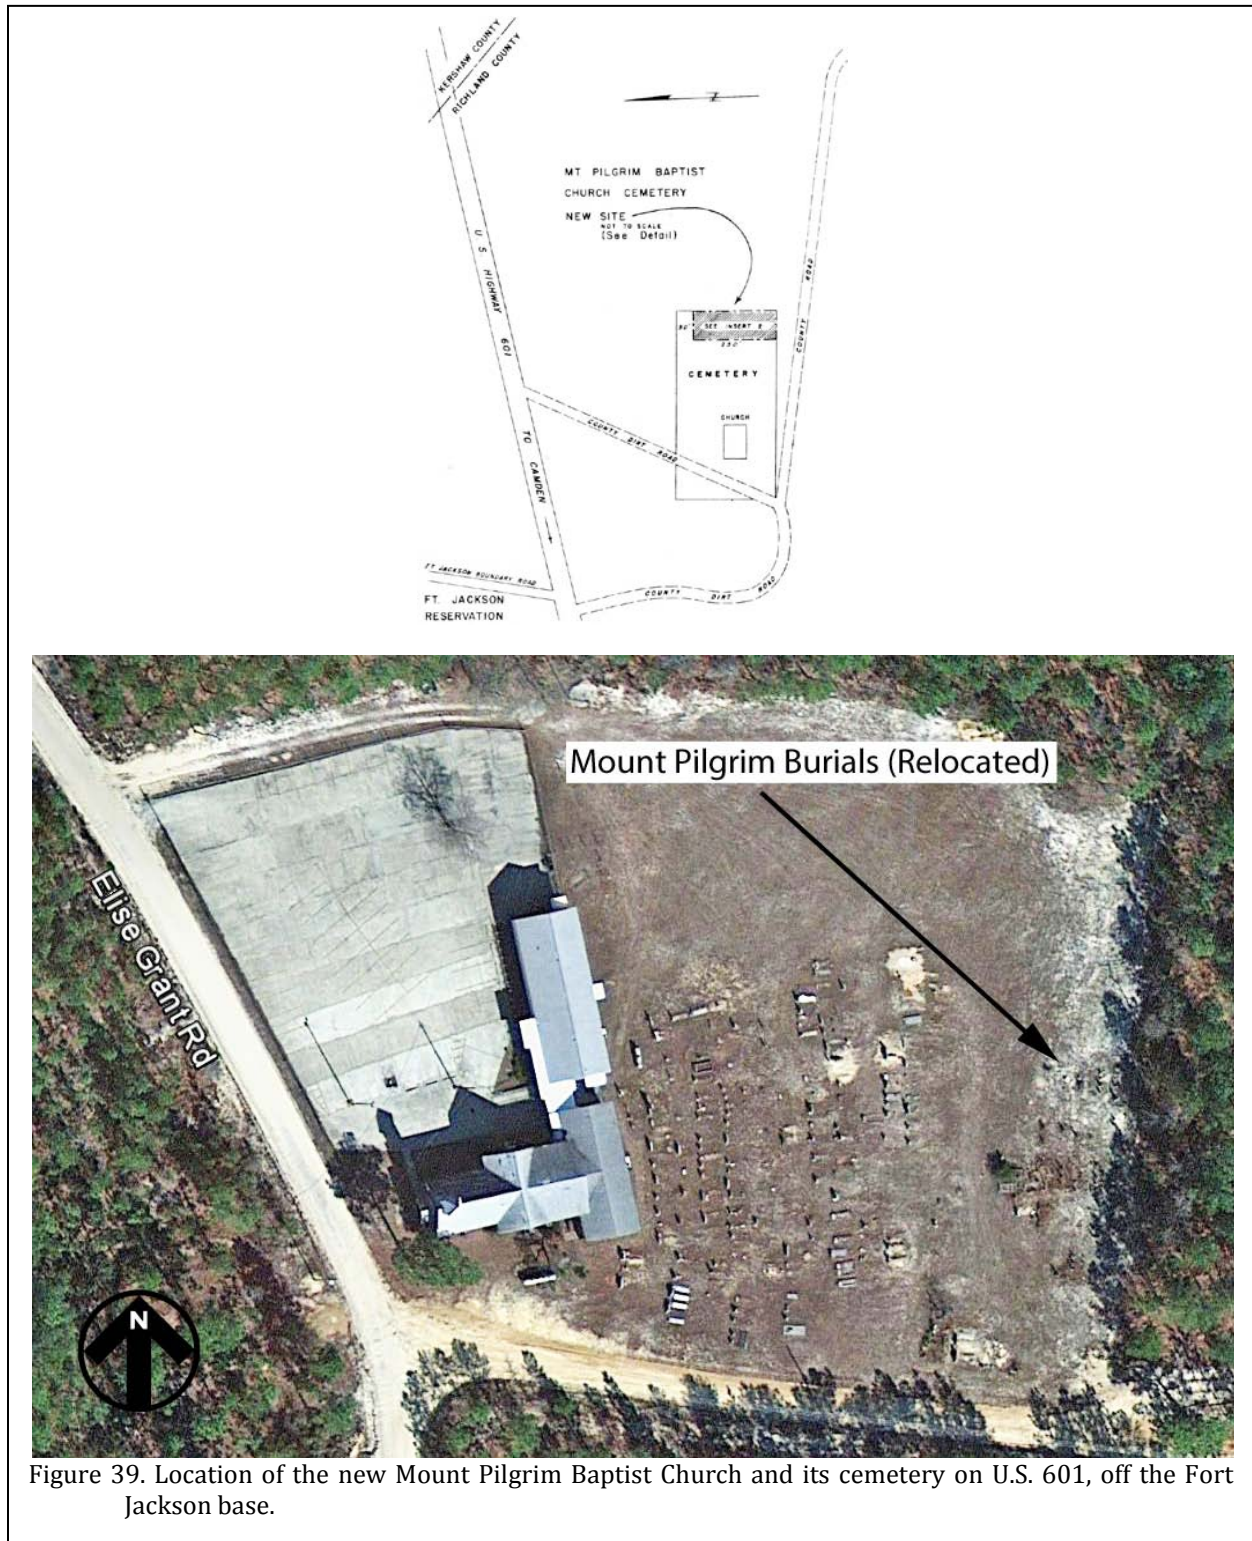 KERSHAW COUNTY
RICHLAND COUNTY
N
MT PILGRIM BAPTIST
CHURCH CEMETERY
NEW SITE
NOT TO SCALE
(See Detail)
U S HIGHWAY 601
TO CAMDEN
COUNTY ROAD
50'
SEE INSERT 2
250'
CEMETERY
CHURCH
COUNTY DIRT ROAD
FT JACKSON BOUNDARY ROAD
FT. JACKSON
RESERVATION
COUNTY DIRT ROAD
Mount Pilgrim Burials (Relocated)
Elise Grant Rd
N
Figure 39. Location of the new Mount Pilgrim Baptist Church and its cemetery on U.S. 601, off the Fort
Jackson base.